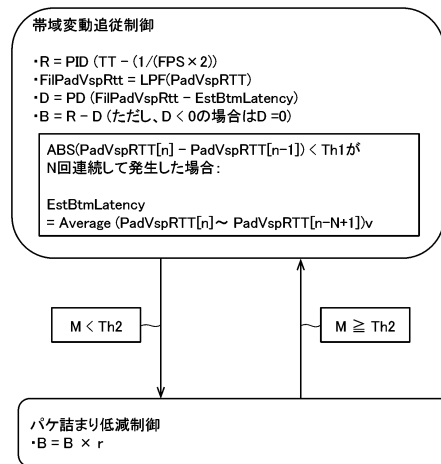 帯域変動追従制御
・R = PID (TT − (1/(FPS × 2))
・FilPadVspRtt = LPF(PadVspRTT)
・D = PD (FilPadVspRtt − EstBtmLatency)
・B = R − D (ただし、D < 0の場合はD =0)
ABS(PadVspRTT[n] − PadVspRTT[n-1]) < Th1が
N回連続して発生した場合:
EstBtmLatency
= Average (PadVspRTT[n]～ PadVspRTT[n-N+1])v
M < Th2
M ≧ Th2
パケ詰まり低減制御
・B = B × r